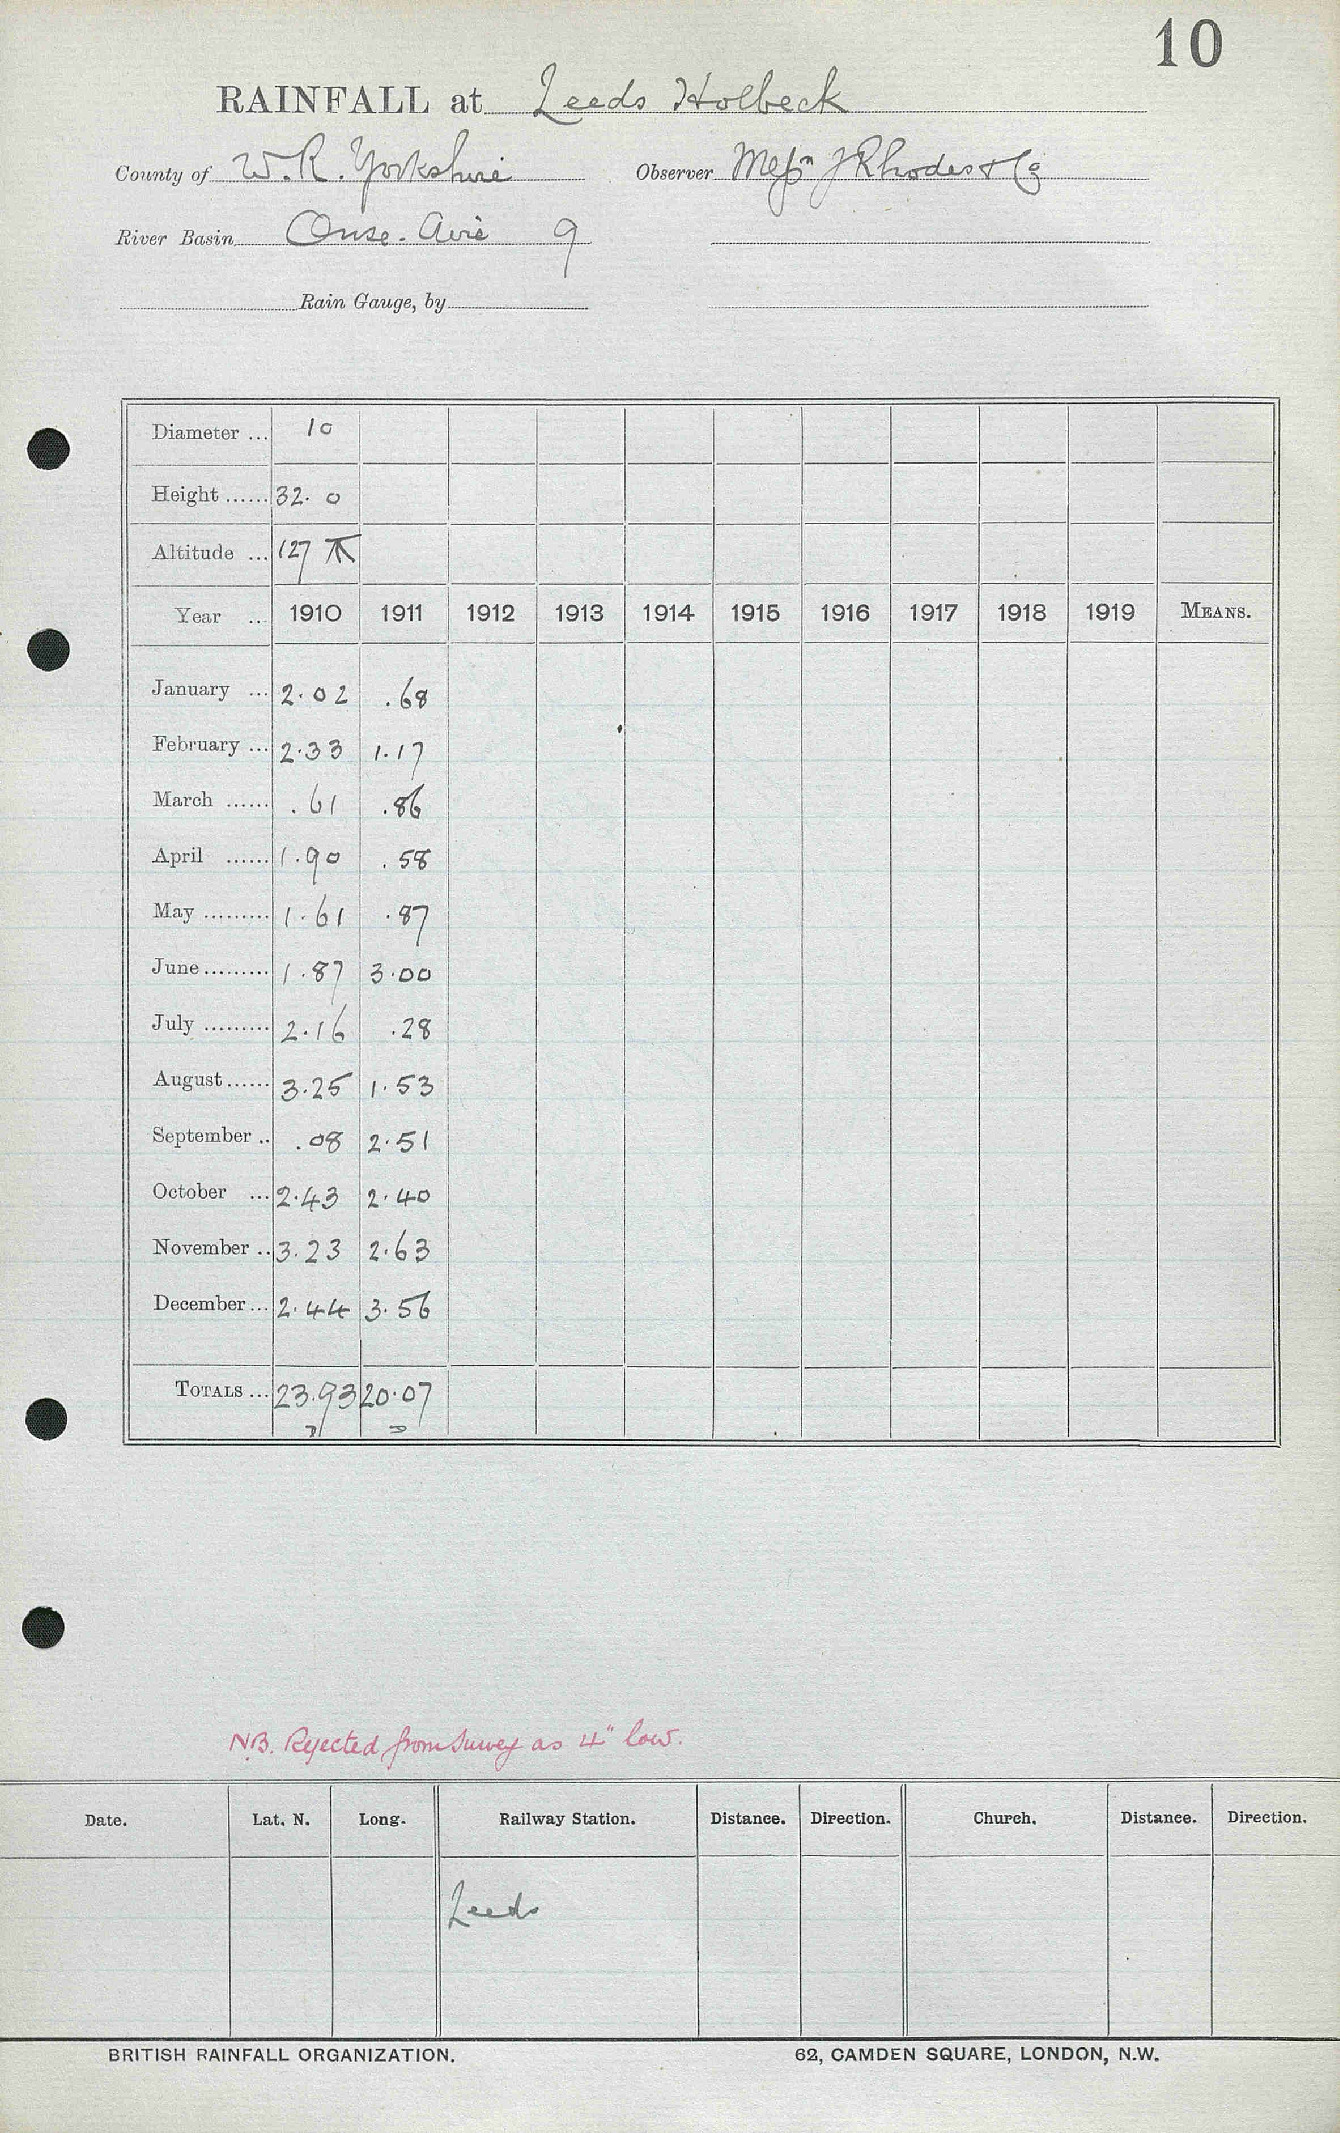 10
RAINFALL at Leeds Holbeck
County of W.R. Yorkshire Observer Messrs J Rhodes & Co
River Basin Ouse-Aire 9
Rain Gauge, by
Diameter ... 10
Height ...... 32. 0
Altitude ... 127
Year .. 1910 1911 1912 1913 1914 1915 1916 1917 1918 1919 MEANS.
January ... 2.02 .68
February ... 2.33 1.17
March ...... .61 .86
April ...... 1.90 .58
May ......... 1.61 .87
June ......... 1.87 3.00
July ......... 2.16 .28
August ...... 3.25 1.53
September .. .08 2.51
October ... 2.43 2.40
November .. 3.23 2.63
December ... 2.44 3.56
TOTALS ... 23.93 20.07
NB. Rejected from Survey as 4" low.
Date. Lat. N. Long. Railway Station. Distance. Direction. Church. Distance. Direction.
Leeds
BRITISH RAINFALL ORGANIZATION. 62, CAMDEN SQUARE, LONDON, N.W.